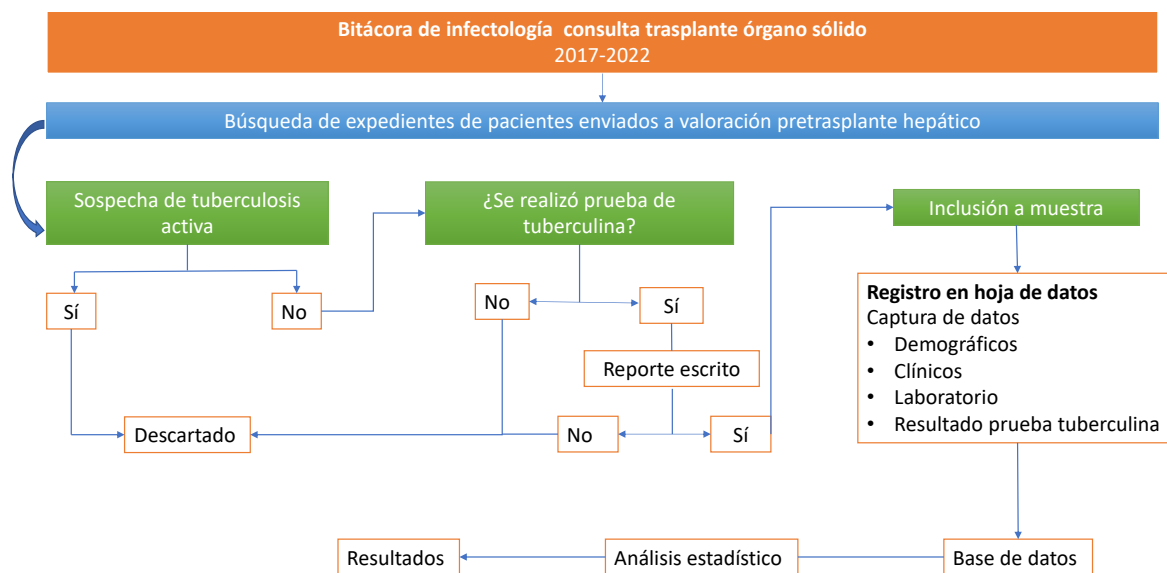 Bitácora de infectología consulta trasplante órgano sólido
2017-2022
Búsqueda de expedientes de pacientes enviados a valoración pretrasplante hepático
Sospecha de tuberculosis
activa
¿Se realizó prueba de
tuberculina?
Inclusión a muestra
Sí
No
No
Sí
Reporte escrito
Descartado
No
Sí
Registro en hoja de datos
Captura de datos
• Demográficos
• Clínicos
• Laboratorio
• Resultado prueba tuberculina
Resultados
Análisis estadístico
Base de datos